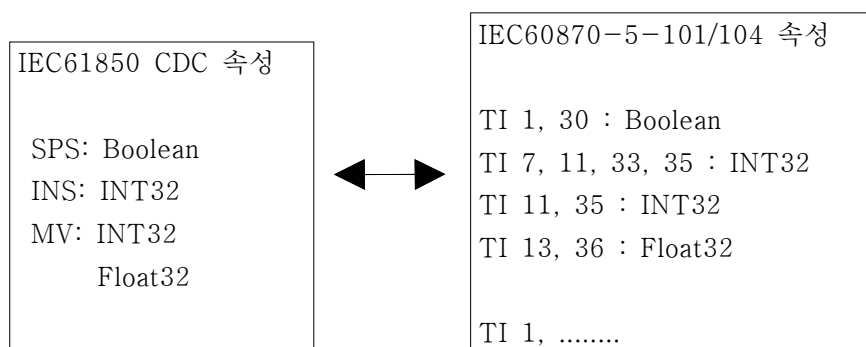 IEC61850 CDC 속성
SPS: Boolean
INS: INT32
MV: INT32
Float32
IEC60870-5-101/104 속성
TI 1, 30 : Boolean
TI 7, 11, 33, 35 : INT32
TI 11, 35 : INT32
TI 13, 36 : Float32
TI 1, ........